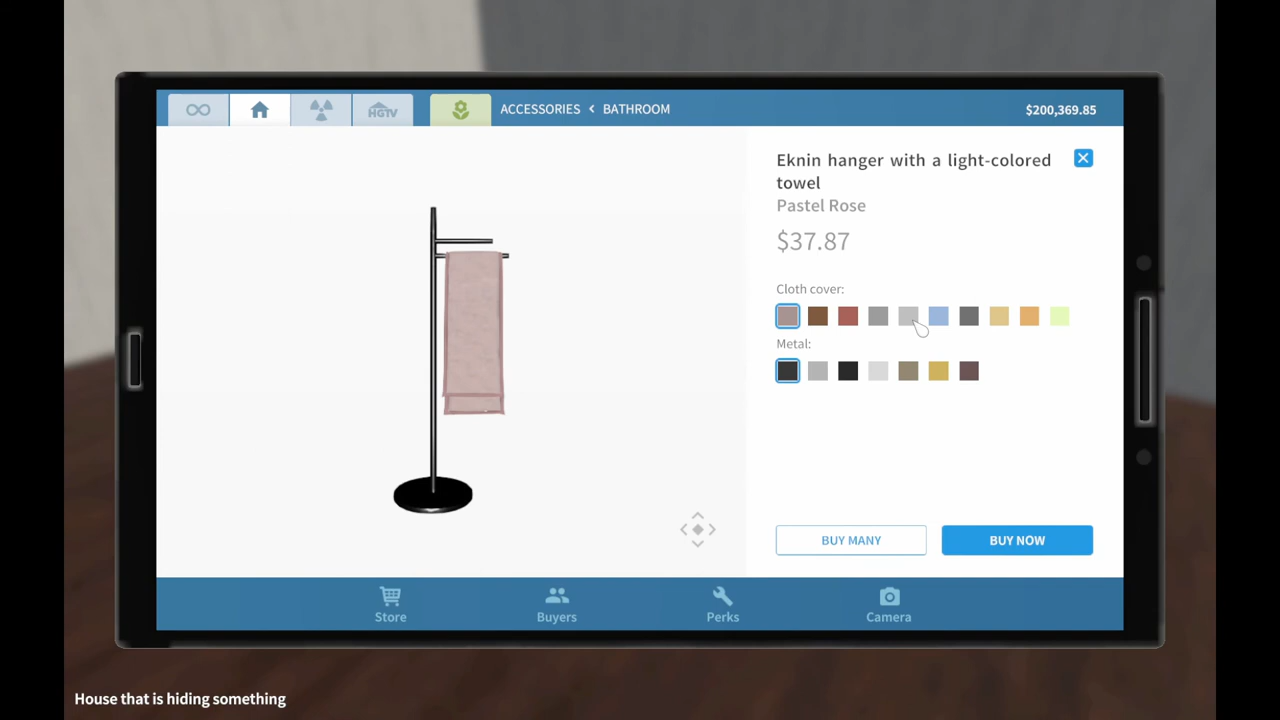 HGTV
ACCESSORIES < BATHROOM
$200,369.85
Eknin hanger with a light-colored
towel
Pastel Rose
$37.87
Cloth cover:
Metal:
BUY MANY
BUY NOW
Store
Buyers
Perks
Camera
House that is hiding something